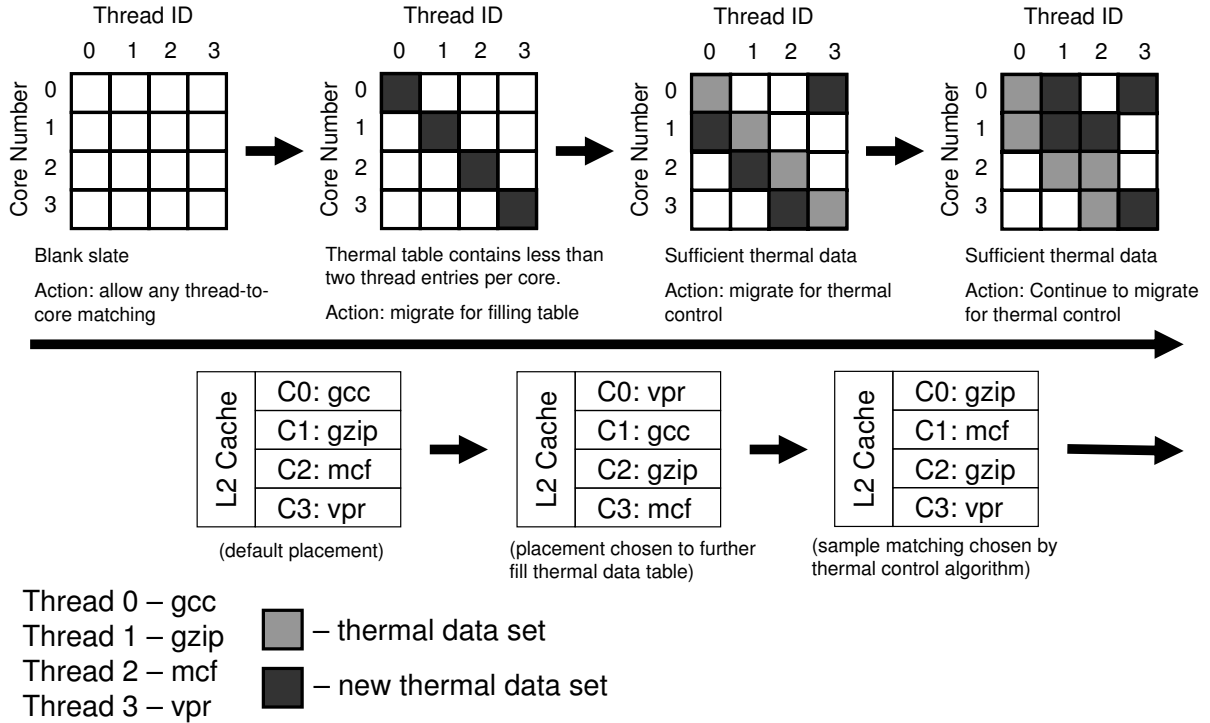 Thread ID
0 1 2 3
Core Number
0
1
2
3
Blank slate
Action: allow any thread-to-
core matching
Thread ID
0 1 2 3
Core Number
0
1
2
3
Thermal table contains less than
two thread entries per core.
Action: migrate for filling table
Thread ID
0 1 2 3
Core Number
0
1
2
3
Sufficient thermal data
Action: migrate for thermal
control
Thread ID
0 1 2 3
Core Number
0
1
2
3
Sufficient thermal data
Action: Continue to migrate
for thermal control
L2 Cache
C0: gcc
C1: gzip
C2: mcf
C3: vpr
(default placement)
L2 Cache
C0: vpr
C1: gcc
C2: gzip
C3: mcf
(placement chosen to further
fill thermal data table)
L2 Cache
C0: gzip
C1: mcf
C2: gzip
C3: vpr
(sample matching chosen by
thermal control algorithm)
Thread 0 – gcc
Thread 1 – gzip
Thread 2 – mcf
Thread 3 – vpr
– thermal data set
– new thermal data set